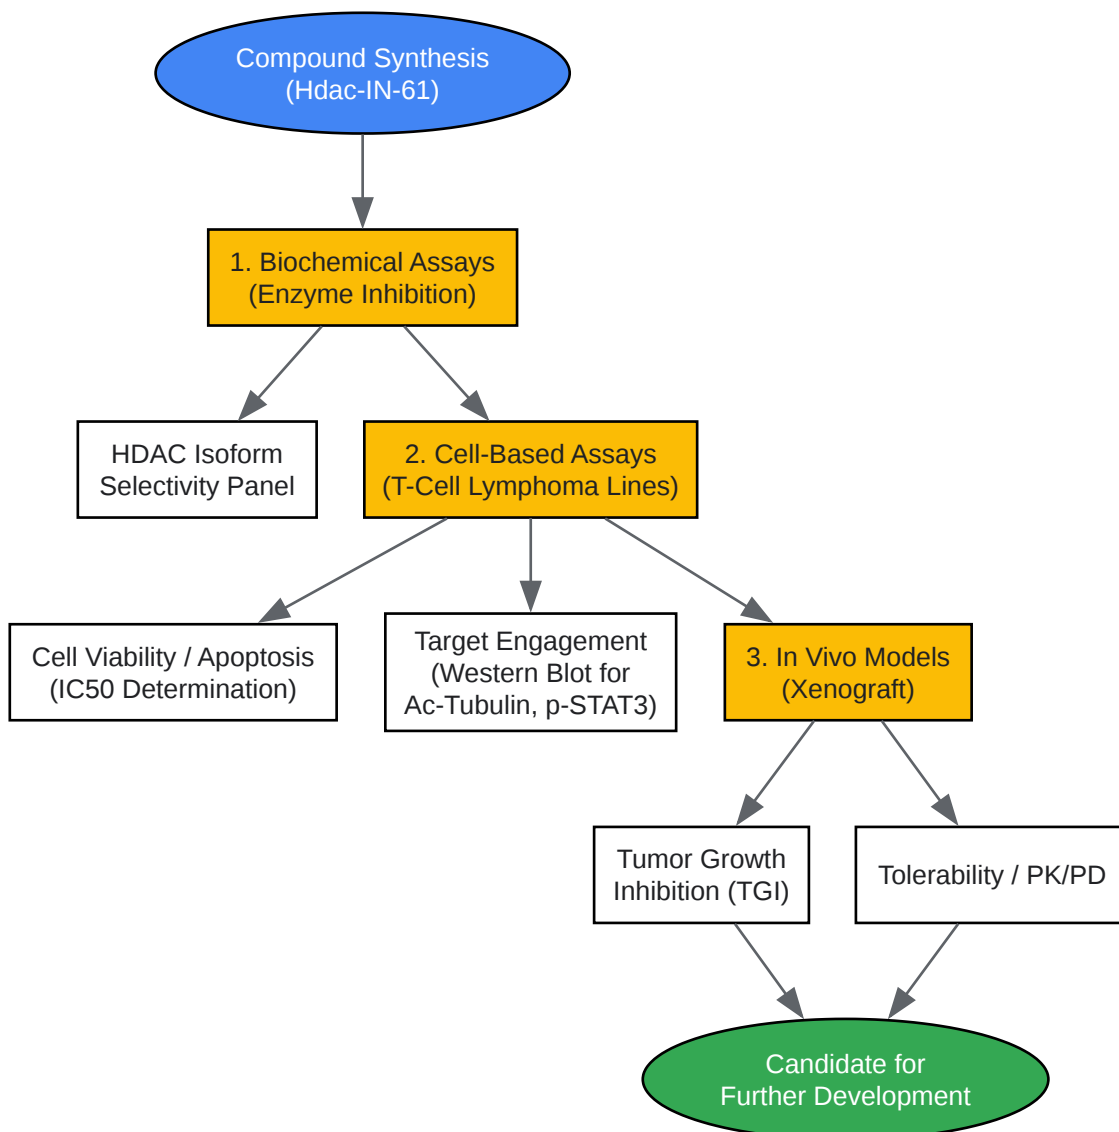 Compound Synthesis
(Hdac-IN-61)
1. Biochemical Assays
(Enzyme Inhibition)
HDAC Isoform
Selectivity Panel
2. Cell-Based Assays
(T-Cell Lymphoma Lines)
Cell Viability / Apoptosis
(IC50 Determination)
Target Engagement
(Western Blot for
Ac-Tubulin, p-STAT3)
3. In Vivo Models
(Xenograft)
Tumor Growth
Inhibition (TGI)
Tolerability / PK/PD
Candidate for
Further Development